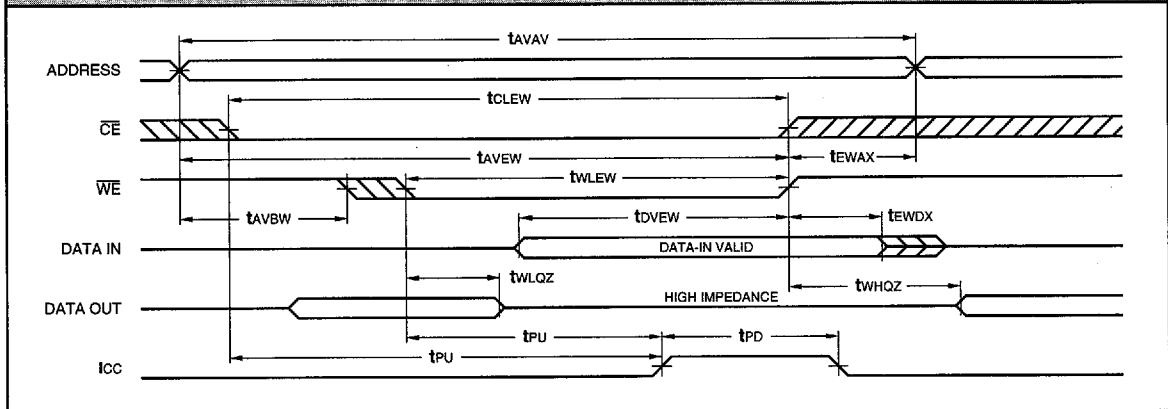 tAVAV
ADDRESS
tCLEW
CE
tAVEW
tEWAX
WE
tWLEW
tAVBW
tDVEW
tEWDX
DATA IN
DATA-IN VALID
tWLQZ
tWHQZ
DATA OUT
HIGH IMPEDANCE
tPU
tPD
tPU
ICC